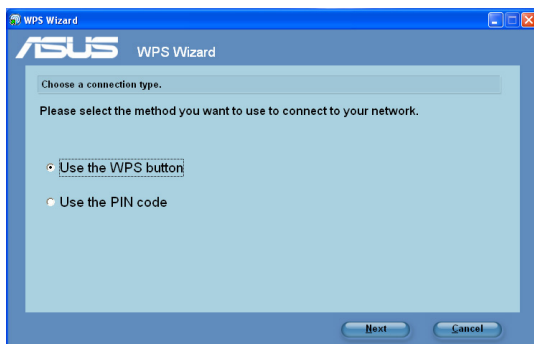 WPS Wizard
ASUS WPS Wizard
Choose a connection type.
Please select the method you want to use to connect to your network.
Use the WPS button
Use the PIN code
Next Cancel